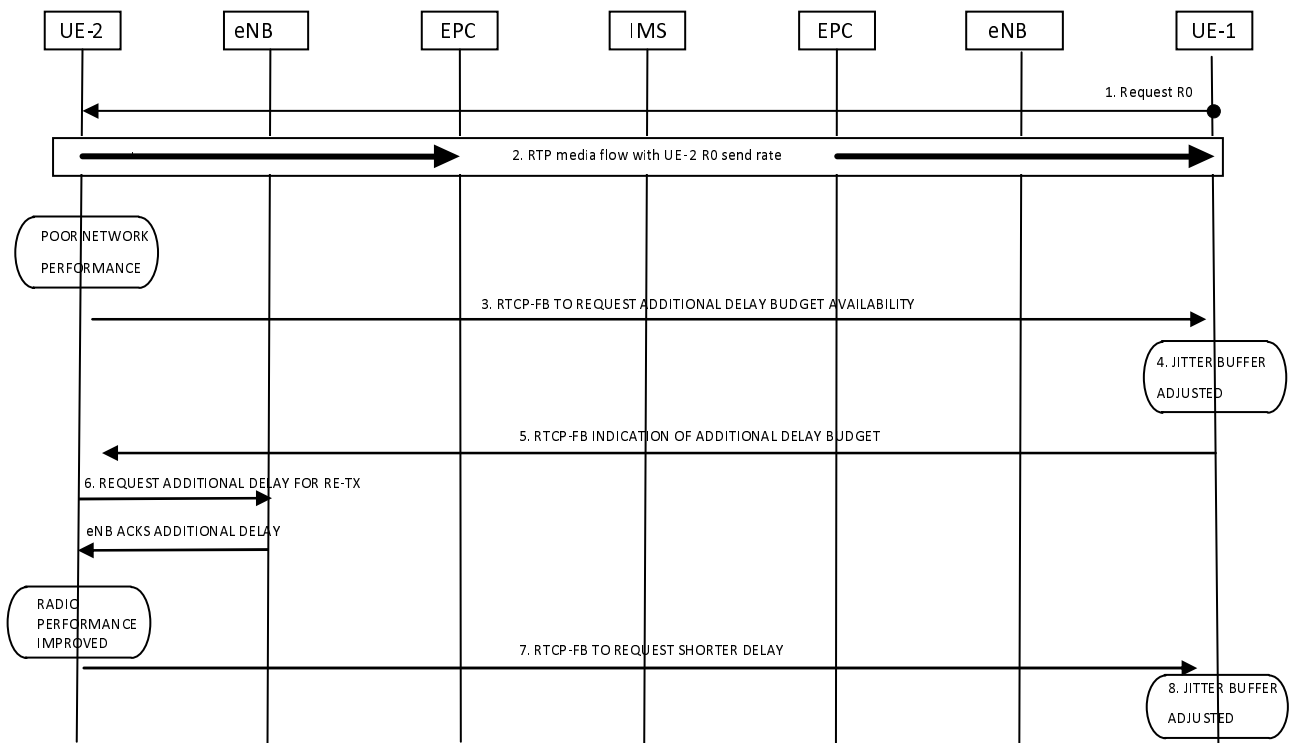 UE-2
eNB
EPC
IMS
EPC
eNB
UE-1
1. Request R0
2. RTP media flow with UE-2 R0 send rate
POOR NETWORK
PERFORMANCE
3. RTCP-FB TO REQUEST ADDITIONAL DELAY BUDGET AVAILABILITY
4. JITTER BUFFER
ADJUSTED
5. RTCP-FB INDICATION OF ADDITIONAL DELAY BUDGET
6. REQUEST ADDITIONAL DELAY FOR RE-TX
eNB ACKS ADDITIONAL DELAY
RADIO
PERFORMANCE
IMPROVED
7. RTCP-FB TO REQUEST SHORTER DELAY
8. JITTER BUFFER
ADJUSTED